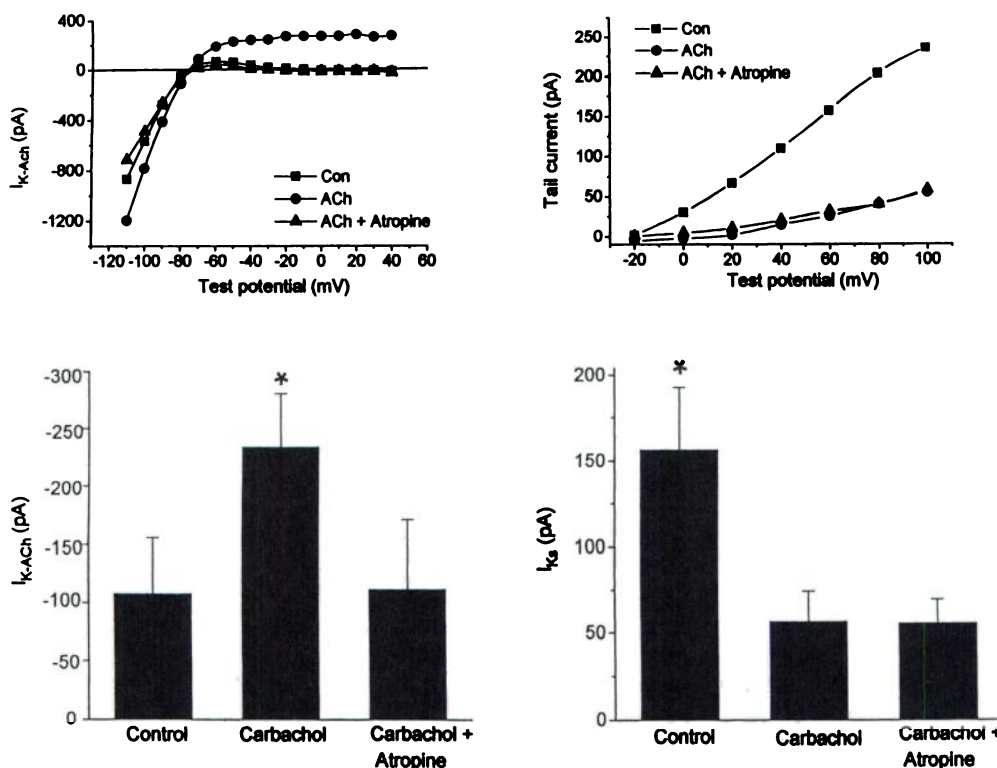 400
0
-400
-800
-1200
I K-Ach (pA)
Con
ACh
ACh + Atropine
-120 -100 -80 -60 -40 -20 0 20 40 60
Test potential (mV)
250
200
150
100
50
0
Tail current (pA)
Con
ACh
ACh + Atropine
-20 0 20 40 60 80 100
Test potential (mV)
-300
-250
-200
-150
-100
-50
0
I K-ACh (pA)
*
Control Carbachol Carbachol +
Atropine
200
150
100
50
0
I Ks (pA)
*
Control Carbachol Carbachol +
Atropine